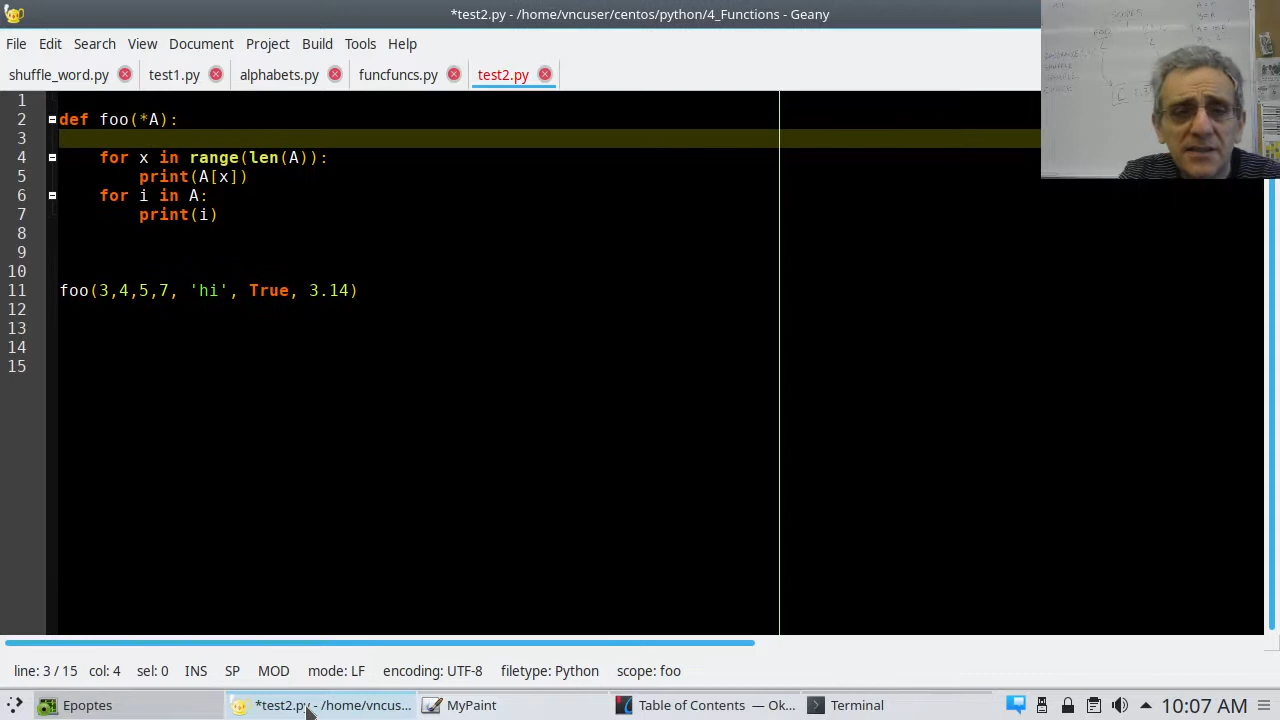 *test2.py - /home/vncuser/centos/python/4_Functions - Geany
File Edit Search View Document Project Build Tools Help
shuffle_word.py test1.py alphabets.py funcfuncs.py test2.py
1
2 def foo(*A):
3
4 for x in range(len(A)):
5 print(A[x])
6 for i in A:
7 print(i)
8
9
10
11 foo(3,4,5,7, 'hi', True, 3.14)
12
13
14
15
line: 3 / 15 col: 4 sel: 0 INS SP MOD mode: LF encoding: UTF-8 filetype: Python scope: foo
Epoptes *test2.py - /home/vncus... MyPaint Table of Contents — Ok... Terminal 10:07 AM